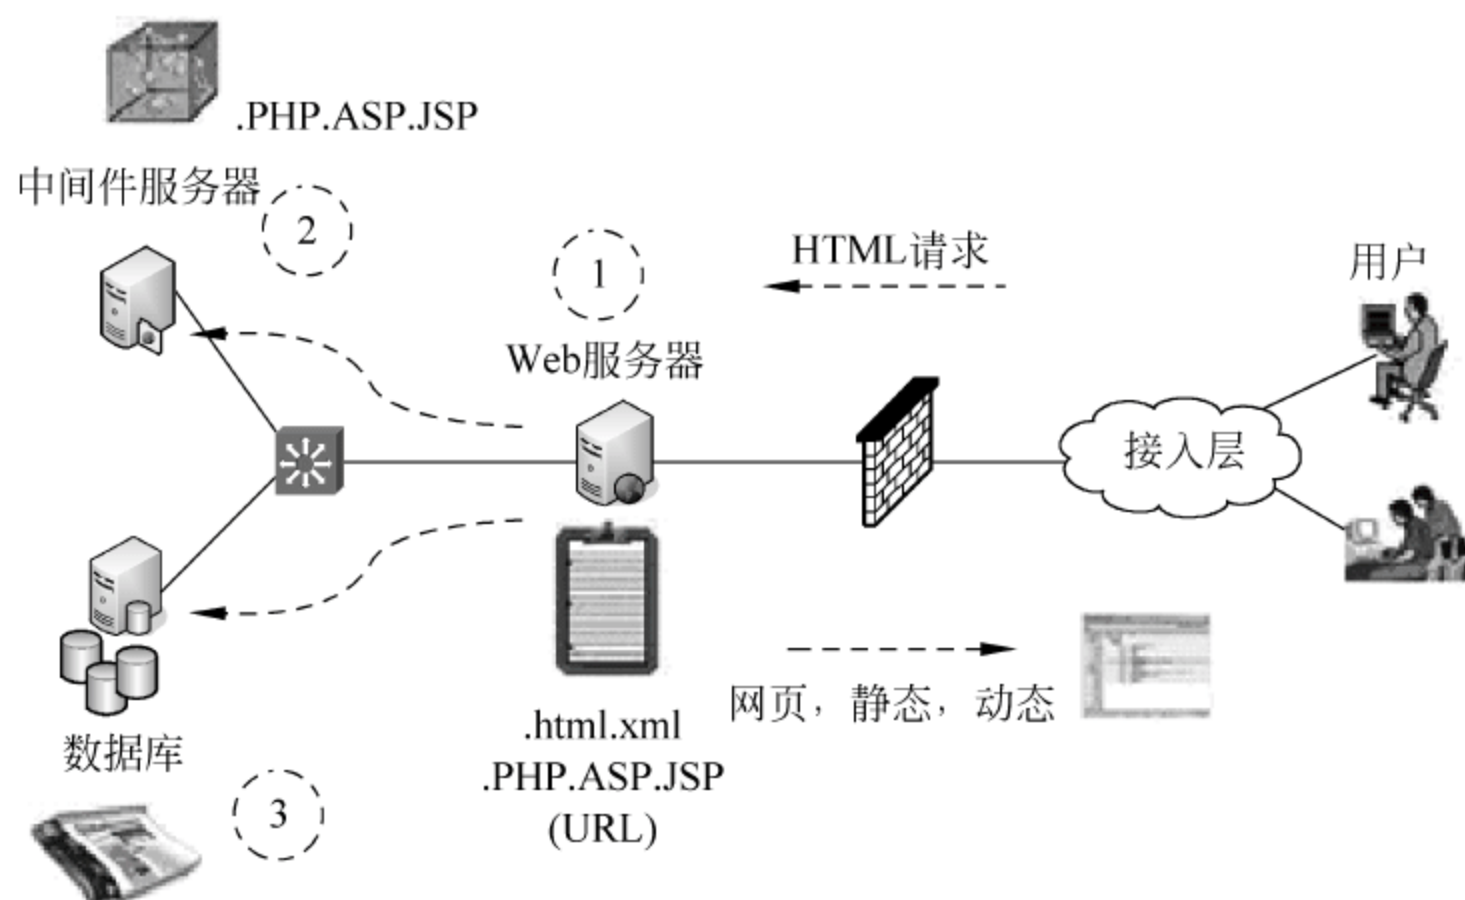 .PHP.ASP.JSP
中间件服务器
2
1
HTML请求
用户
Web服务器
接入层
网页，静态，动态
.html.xml
.PHP.ASP.JSP
(URL)
数据库
3